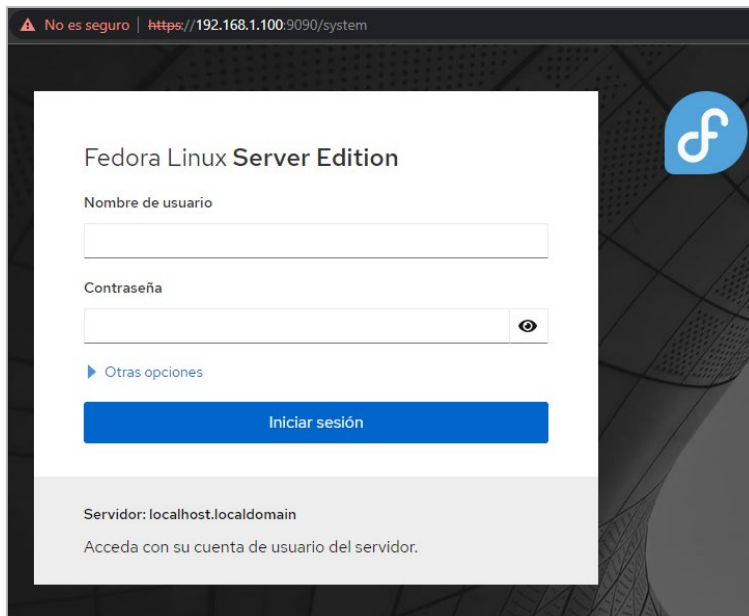 No es seguro | https://192.168.1.100:9090/system
Fedora Linux Server Edition
Nombre de usuario
Contraseña
Otras opciones
Iniciar sesión
Servidor: localhost.localdomain
Acceda con su cuenta de usuario del servidor.